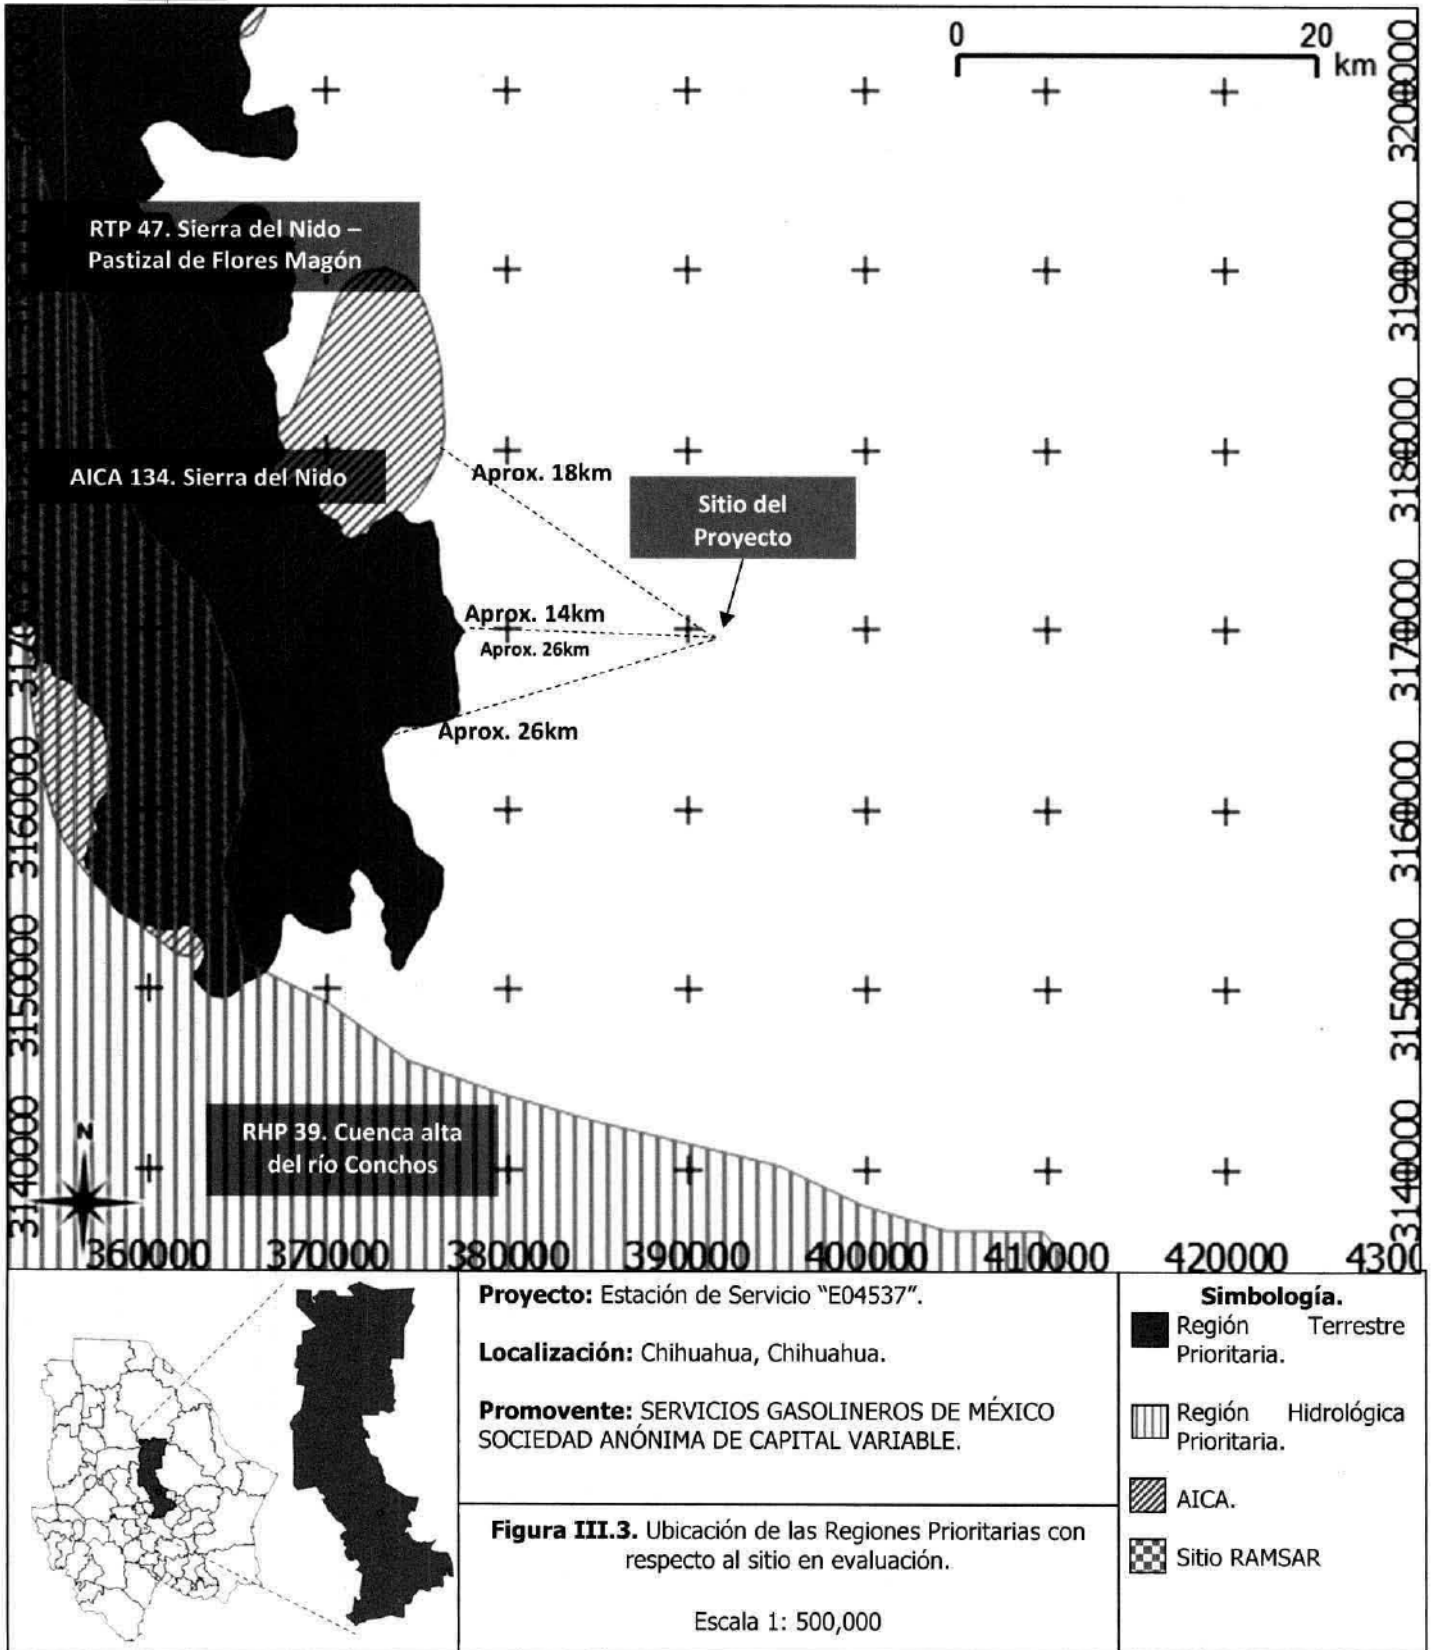 0 20
km
RTP 47. Sierra del Nido –
Pastizal de Flores Magón
AICA 134. Sierra del Nido
Aprox. 18km
Sitio del
Proyecto
Aprox. 14km
Aprox. 26km
Aprox. 26km
RHP 39. Cuenca alta
del río Conchos
N
3200000
3190000
3180000
3170000
3160000
3150000
3140000
3170
3160000
3150000
3140000
360000 370000 380000 390000 400000 410000 420000 4300
Proyecto: Estación de Servicio “E04537”.
Localización: Chihuahua, Chihuahua.
Promovente: SERVICIOS GASOLINEROS DE MÉXICO
SOCIEDAD ANÓNIMA DE CAPITAL VARIABLE.
Figura III.3. Ubicación de las Regiones Prioritarias con
respecto al sitio en evaluación.
Escala 1: 500,000
Simbología.
Región Terrestre
Prioritaria.
Región Hidrológica
Prioritaria.
AICA.
Sitio RAMSAR